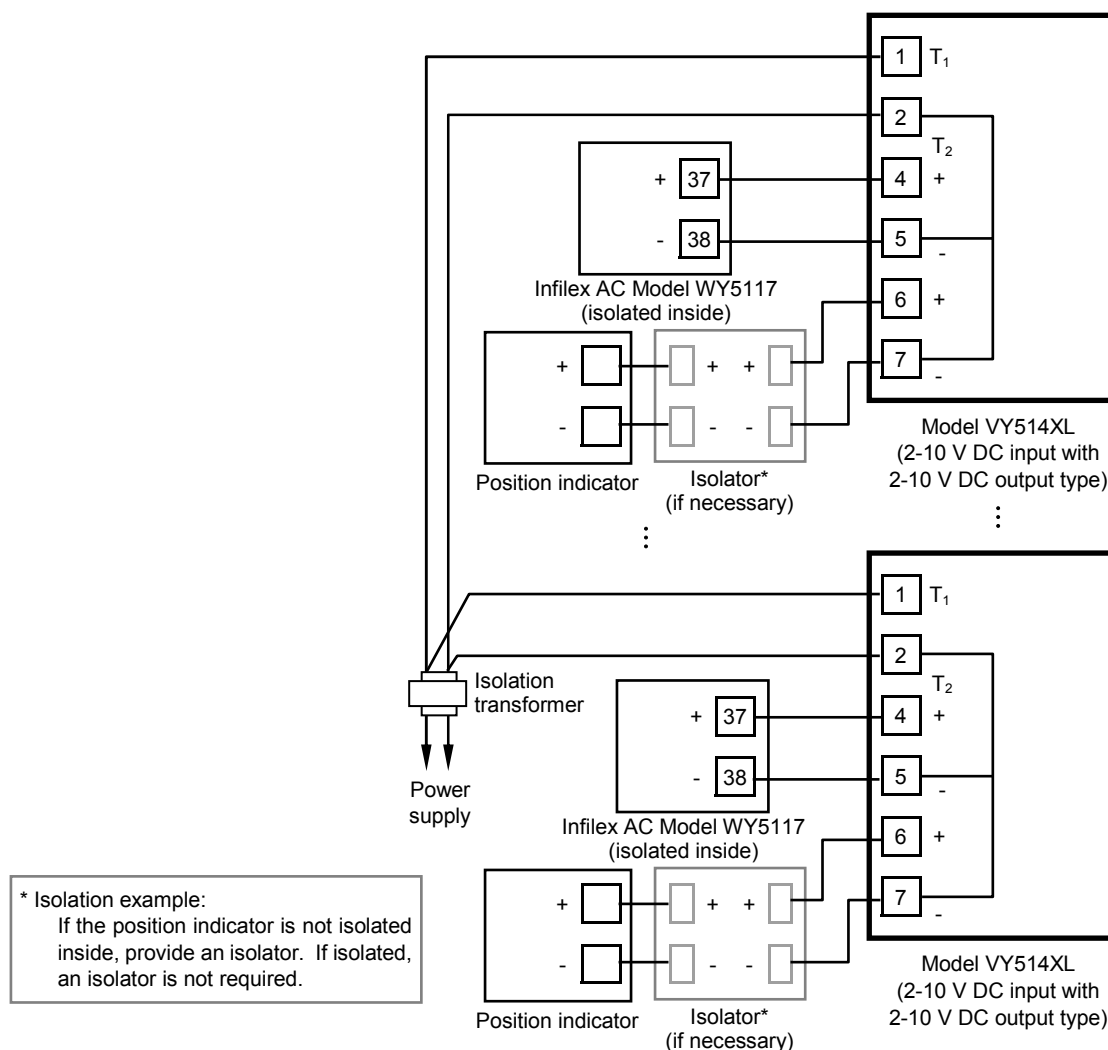 1 T₁
2
T₂
+ 37 4 +
- 38 5
-
Infilex AC Model WY5117
(isolated inside)
6 +
+ + +
7
-
- - -
Position indicator
Isolator*
(if necessary)
Model VY514XL
(2-10 V DC input with
2-10 V DC output type)
⋮
⋮
1 T₁
2
T₂
Isolation
transformer
+ 37 4 +
- 38 5
-
Power
supply
Infilex AC Model WY5117
(isolated inside)
6 +
+ + +
7
-
- - -
* Isolation example:
If the position indicator is not isolated
inside, provide an isolator. If isolated,
an isolator is not required.
Position indicator
Isolator*
(if necessary)
Model VY514XL
(2-10 V DC input with
2-10 V DC output type)